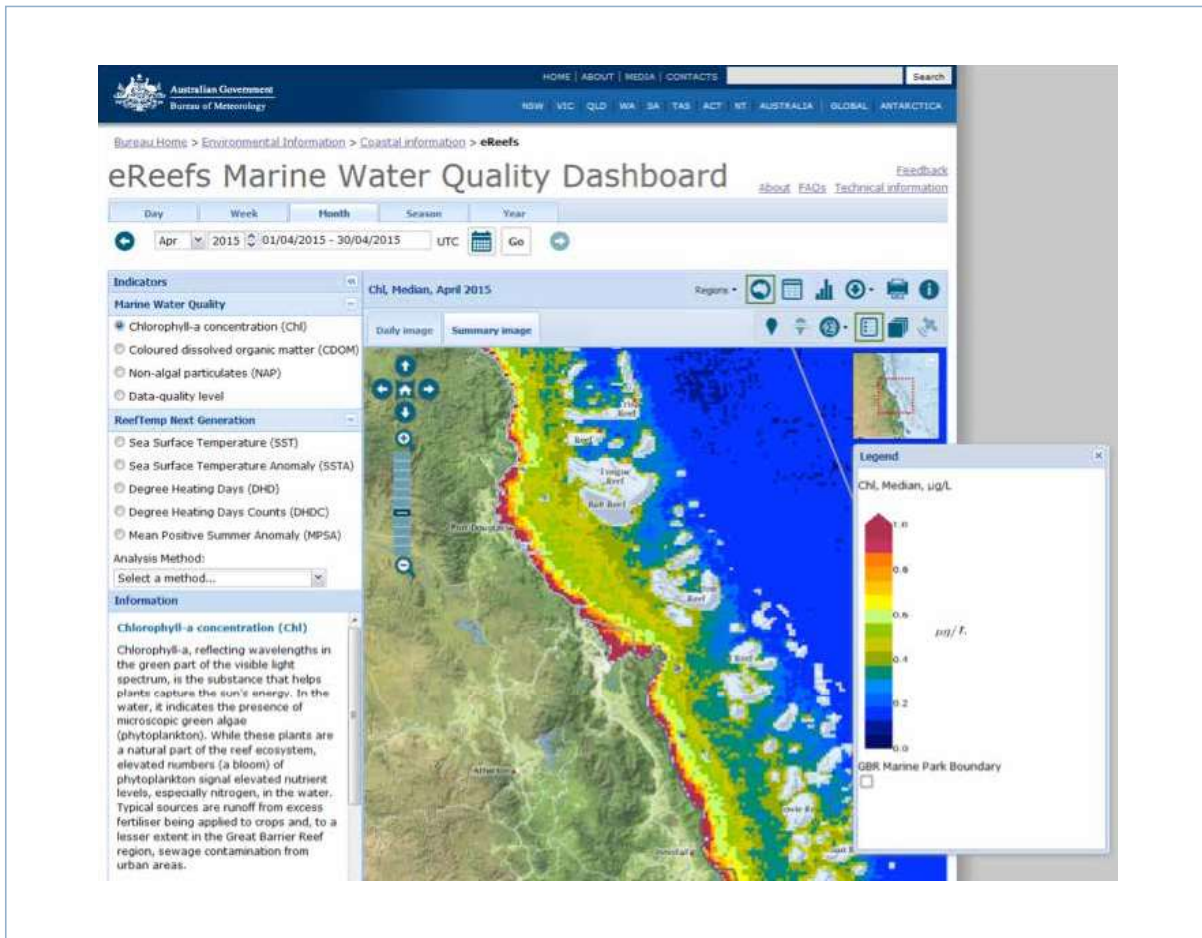 HOME | ABOUT | MEDIA | CONTACTS
Search
Australian Government
Bureau of Meteorology
NSW VIC QLD WA SA TAS ACT NT AUSTRALIA | GLOBAL ANTARCTICA
Bureau Home > Environmental Information > Coastal information > eReefs
eReefs Marine Water Quality Dashboard
Feedback
About FAQs Technical information
Day Week Month Season Year
Apr 2015 01/04/2015 - 30/04/2015 UTC Go
Indicators
Marine Water Quality
Chlorophyll-a concentration (Chl)
Coloured dissolved organic matter (CDOM)
Non-algal particulates (NAP)
Data-quality level
ReefTemp Next Generation
Sea Surface Temperature (SST)
Sea Surface Temperature Anomaly (SSTA)
Degree Heating Days (DHD)
Degree Heating Days Counts (DHDC)
Mean Positive Summer Anomaly (MPSA)
Analysis Method:
Select a method...
Information
Chlorophyll-a concentration (Chl)
Chlorophyll-a, reflecting wavelengths in
the green part of the visible light
spectrum, is the substance that helps
plants capture the sun's energy. In the
water, it indicates the presence of
microscopic green algae
(phytoplankton). While these plants are
a natural part of the reef ecosystem,
elevated numbers (a bloom) of
phytoplankton signal elevated nutrient
levels, especially nitrogen, in the water.
Typical sources are runoff from excess
fertiliser being applied to crops and, to a
lesser extent in the Great Barrier Reef
region, sewage contamination from
urban areas.
Chl, Median, April 2015
Regions
Daily image Summary image
Reef
Reef
Tongue
Reef
Batt Reef
Port Douglas
Reef
Reef
Atherton
Innisfail
Legend
Chl, Median, µg/L
1.0
0.8
0.6
µg/L
0.4
0.2
0.0
GBR Marine Park Boundary